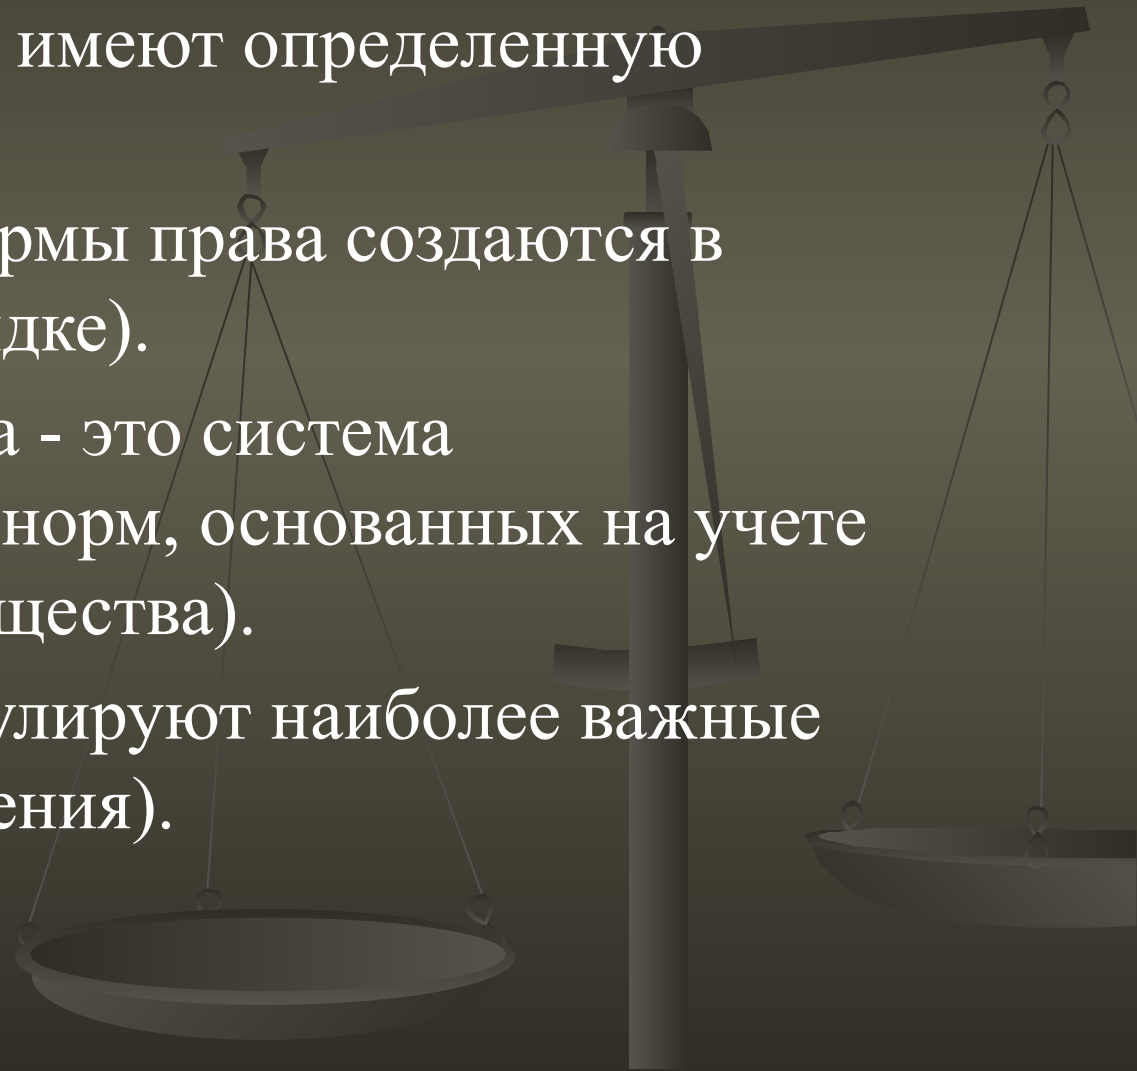 имеют определенную
рмы права создаются в
дке).
а - это система
норм, основанных на учете
щества).
улируют наиболее важные
ения).